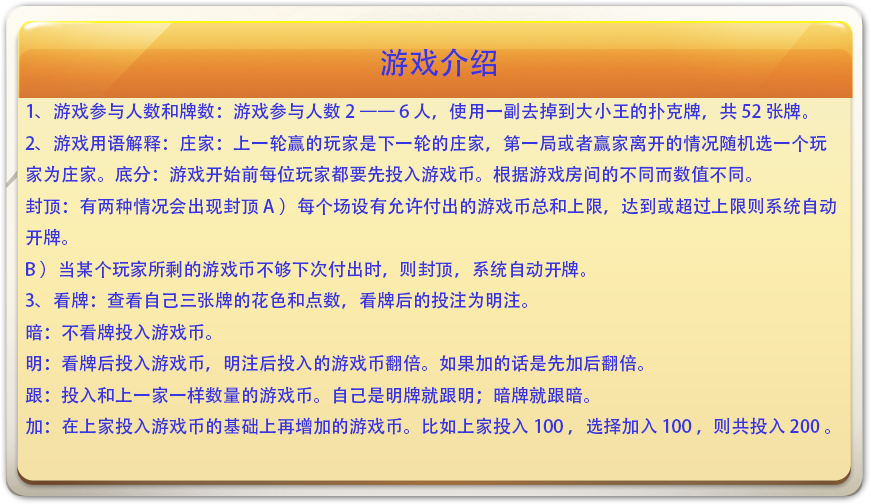 游戏介绍
1、游戏参与人数和牌数：游戏参与人数 2 —— 6 人，使用一副去掉到大小王的扑克牌，共 52 张牌。
2、游戏用语解释：庄家：上一轮赢的玩家是下一轮的庄家，第一局或者赢家离开的情况随机选一个玩
家为庄家。底分：游戏开始前每位玩家都要先投入游戏币。根据游戏房间的不同而数值不同。
封顶：有两种情况会出现封顶 A ）每个场设有允许付出的游戏币总和上限，达到或超过上限则系统自动
开牌。
B ）当某个玩家所剩的游戏币不够下次付出时，则封顶，系统自动开牌。
3、看牌：查看自己三张牌的花色和点数，看牌后的投注为明注。
暗：不看牌投入游戏币。
明：看牌后投入游戏币，明注后投入的游戏币翻倍。如果加的话是先加后翻倍。
跟：投入和上一家一样数量的游戏币。自己是明牌就跟明；暗牌就跟暗。
加：在上家投入游戏币的基础上再增加的游戏币。比如上家投入 100 ，选择加入 100 ，则共投入 200 。